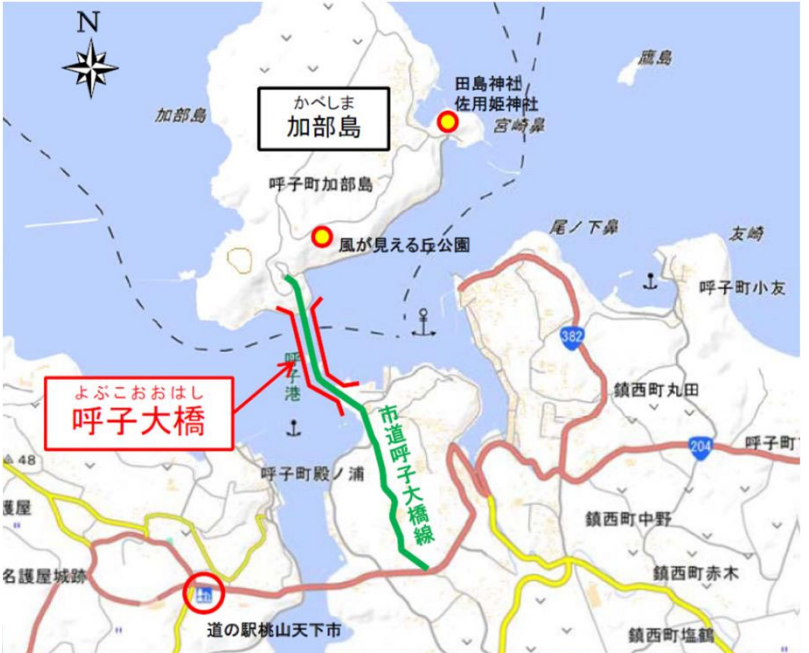 N
鷹島
田島神社
佐用姫神社
かべしま
加部島
加部島
宮崎鼻
呼子町加部島
尾ノ下鼻
友崎
風が見える丘公園
呼子町小友
382
呼子港
よぶこおおはし
呼子大橋
鎮西町丸田
市道呼子大橋線
204
呼子町
48
呼子町殿ノ浦
護屋
鎮西町中野
名護屋城跡
鎮西町赤木
道の駅桃山天下市
鎮西町塩鶴